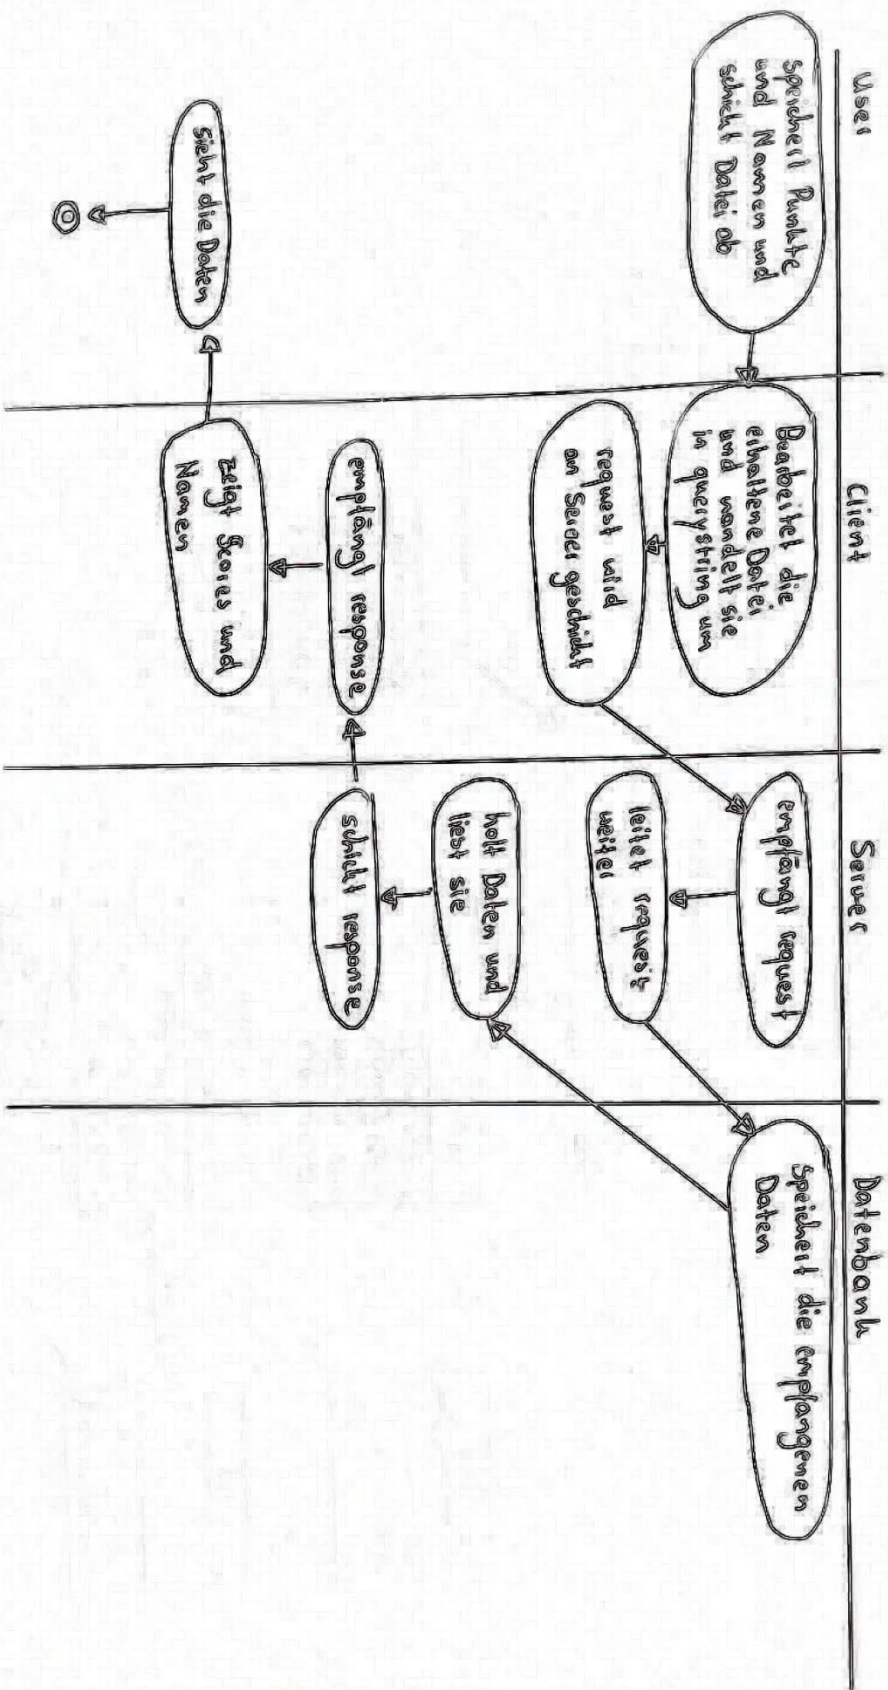 User
Client
Server
Datenbank
speichert Punkte
und Namen und
schickt Datei ab
Bearbeitet die
erhaltene Datei
und wandelt sie
in querystring um
request wird
an Server geschickt
empfängt request
leitet request
weiter
Speichert die empfangenen
Daten
holt Daten und
liest sie
schickt response
empfängt response
zeigt Scores und
Namen
sieht die Daten